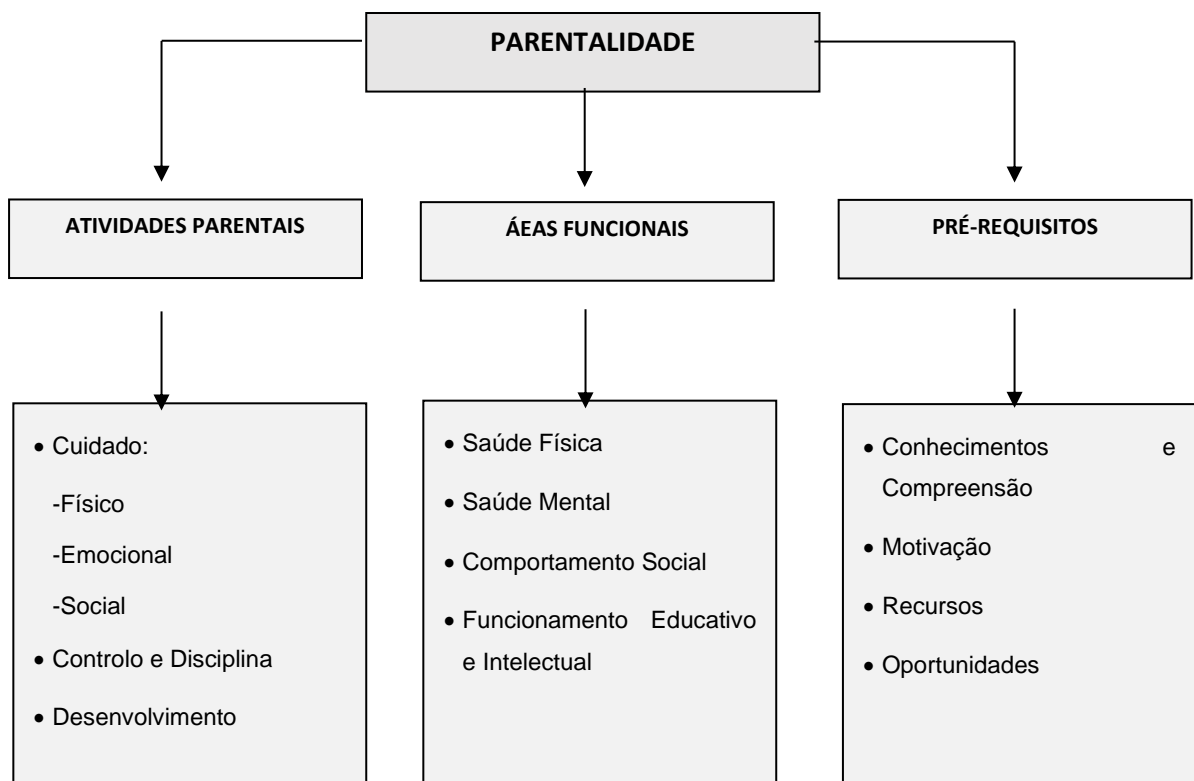 PARENTALIDADE
ATIVIDADES PARENTAIS
ÁEAS FUNCIONAIS
PRÉ-REQUISITOS
• Cuidado:
-Físico
-Emocional
-Social
• Controlo e Disciplina
• Desenvolvimento
• Saúde Física
• Saúde Mental
• Comportamento Social
• Funcionamento Educativo
e Intelectual
• Conhecimentos e
Compreensão
• Motivação
• Recursos
• Oportunidades